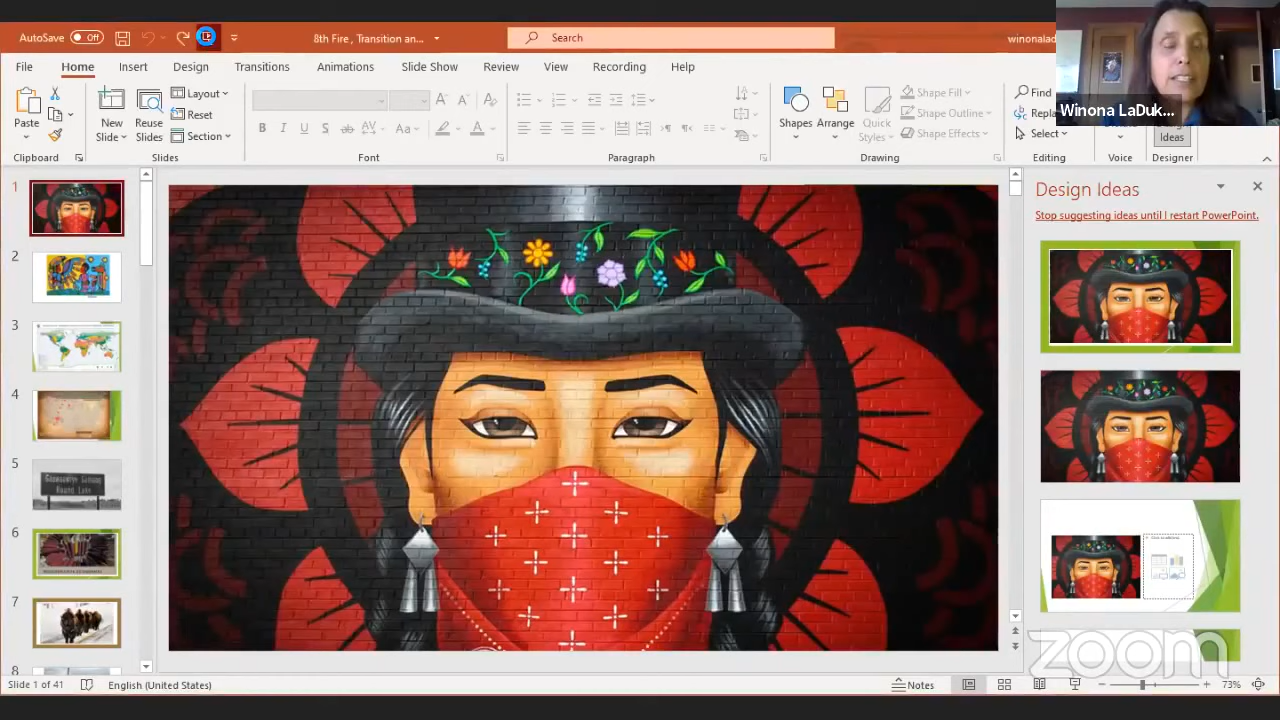 AutoSave Off
8th Fire , Transition an...
Search
winonalad
Winona LaDuk...
File Home Insert Design Transitions Animations Slide Show Review View Recording Help
Paste
New Slide
Reuse Slides
Layout
Reset
Section
B I U S ab AV Aa A
Shapes
Arrange
Quick Styles
Shape Fill
Shape Outline
Shape Effects
Find
Repla
Select
Ideas
Clipboard
Slides
Font
Paragraph
Drawing
Editing
Voice
Designer
1
2
3
4
5
6
7
8
Design Ideas
Stop suggesting ideas until I restart PowerPoint.
zoom
Slide 1 of 41
English (United States)
Notes
73%